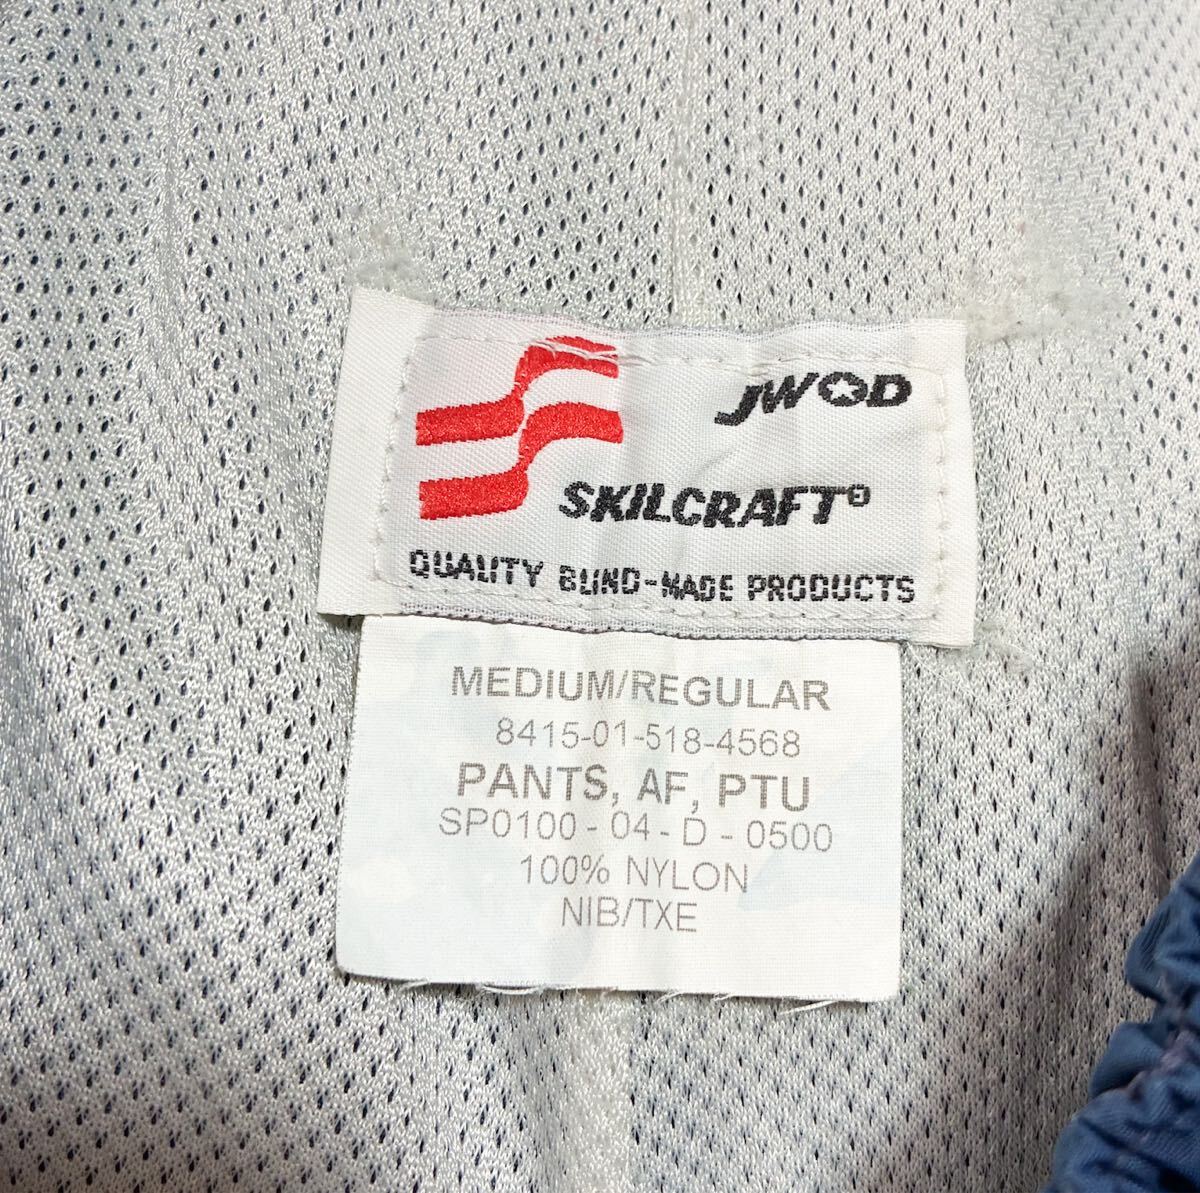 JWOD
SKILCRAFT®
QUALITY BLIND-MADE PRODUCTS
MEDIUM/REGULAR
8415-01-518-4568
PANTS, AF, PTU
SP0100 - 04 - D - 0500
100% NYLON
NIB/TXE